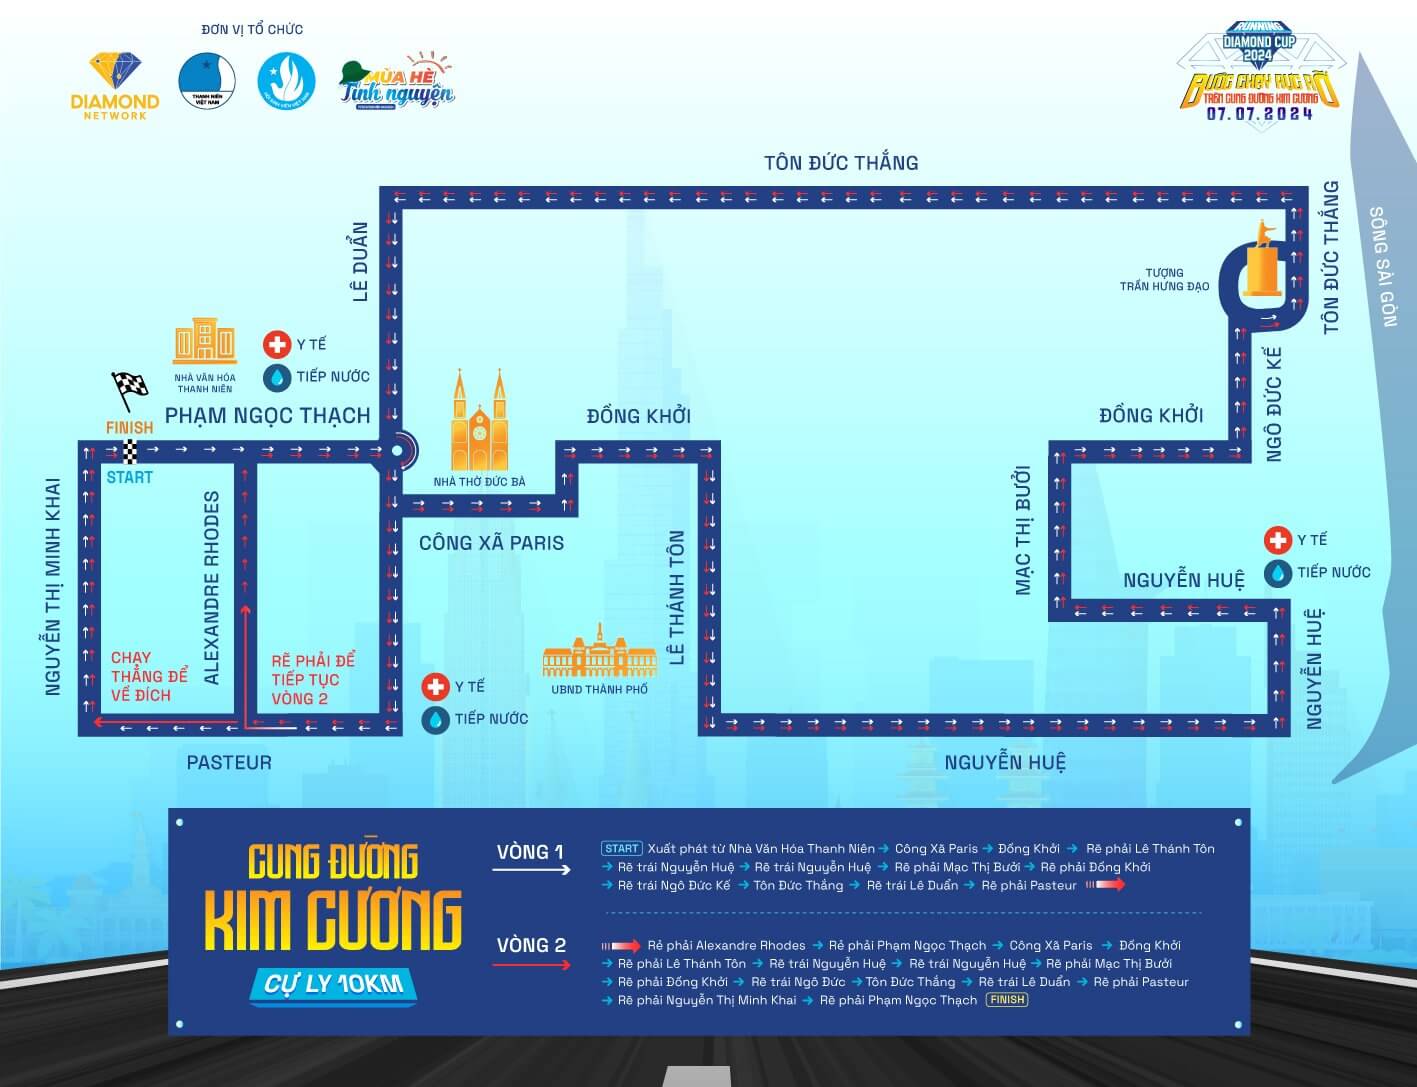 ĐƠN VỊ TỔ CHỨC
DIAMOND
NETWORK
THANH NIÊN
VIỆT NAM
HỘI SINH VIÊN VIỆT NAM
MÙA HÈ
Tình nguyện
RUNNING
DIAMOND CUP
2024
BƯỚC CHẠY RỰC RỠ
TRÊN CUNG ĐƯỜNG KIM CƯƠNG
07.07.2024
TÔN ĐỨC THẮNG
TÔN ĐỨC THẮNG
SÔNG SÀI GÒN
LÊ DUẨN
TƯỢNG
TRẦN HƯNG ĐẠO
NHÀ VĂN HÓA
THANH NIÊN
Y TẾ
TIẾP NƯỚC
NGÔ ĐỨC KẾ
FINISH
PHẠM NGỌC THẠCH
ĐỒNG KHỞI
ĐỒNG KHỞI
START
NHÀ THỜ ĐỨC BÀ
NGUYỄN THỊ MINH KHAI
ALEXANDRE RHODES
CÔNG XÃ PARIS
LÊ THÁNH TÔN
MẠC THỊ BƯỞI
Y TẾ
TIẾP NƯỚC
NGUYỄN HUỆ
NGUYỄN HUỆ
CHẠY
THẲNG ĐỂ
VỀ ĐÍCH
RẼ PHẢI ĐỂ
TIẾP TỤC
VÒNG 2
Y TẾ
TIẾP NƯỚC
UBND THÀNH PHỐ
PASTEUR
NGUYỄN HUỆ
CUNG ĐƯỜNG
KIM CƯƠNG
CỰ LY 10KM
VÒNG 1
START Xuất phát từ Nhà Văn Hóa Thanh Niên → Công Xã Paris → Đồng Khởi → Rẽ phải Lê Thánh Tôn
→ Rẽ trái Nguyễn Huệ → Rẽ trái Nguyễn Huệ → Rẽ phải Mạc Thị Bưởi → Rẽ phải Đồng Khởi
→ Rẽ trái Ngô Đức Kế → Tôn Đức Thắng → Rẽ trái Lê Duẩn → Rẽ phải Pasteur
VÒNG 2
Rẻ phải Alexandre Rhodes → Rẻ phải Phạm Ngọc Thạch → Công Xã Paris → Đồng Khởi
→ Rẽ phải Lê Thánh Tôn → Rẽ trái Nguyễn Huệ → Rẽ trái Nguyễn Huệ → Rẽ phải Mạc Thị Bưởi
→ Rẽ phải Đồng Khởi → Rẽ trái Ngô Đức → Tôn Đức Thắng → Rẽ trái Lê Duẩn → Rẽ phải Pasteur
→ Rẽ phải Nguyễn Thị Minh Khai → Rẽ phải Phạm Ngọc Thạch FINISH